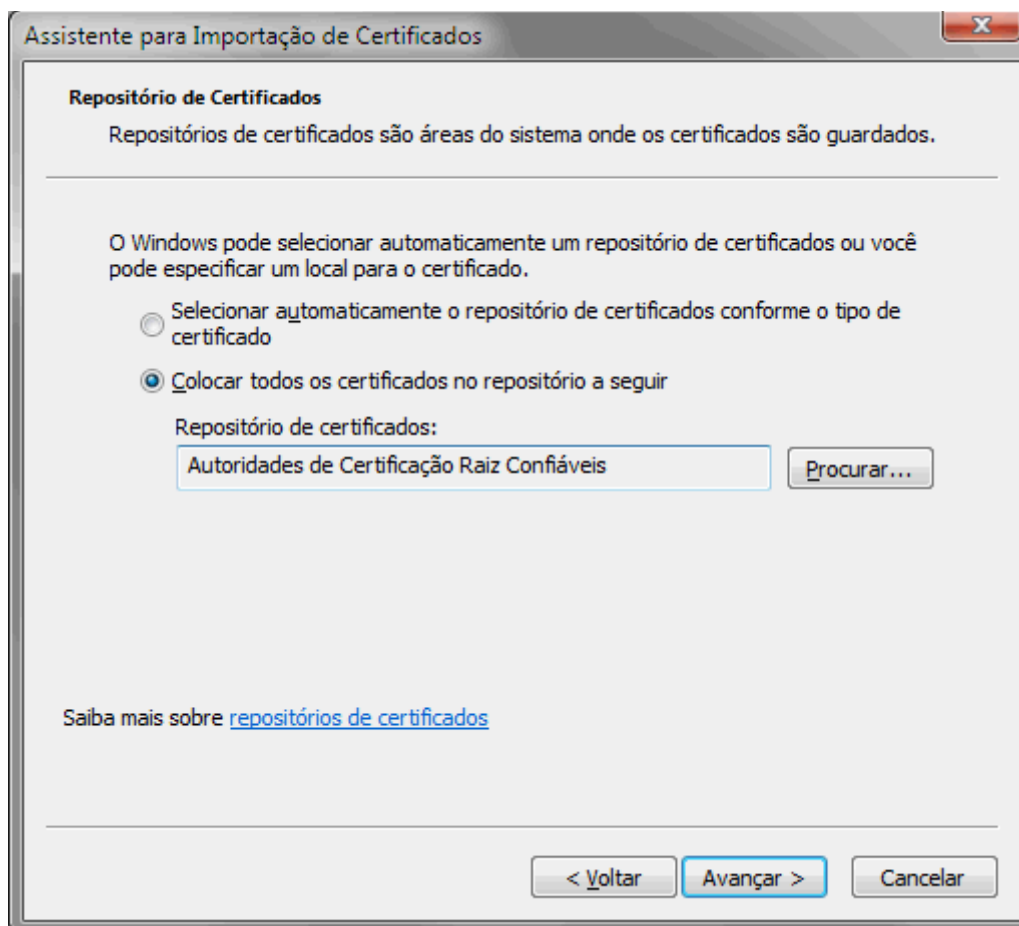 Assistente para Importação de Certificados
Repositório de Certificados
Repositórios de certificados são áreas do sistema onde os certificados são guardados.
O Windows pode selecionar automaticamente um repositório de certificados ou você
pode especificar um local para o certificado.
Selecionar automaticamente o repositório de certificados conforme o tipo de
certificado
Colocar todos os certificados no repositório a seguir
Repositório de certificados:
Autoridades de Certificação Raiz Confiáveis
Procurar...
Saiba mais sobre repositórios de certificados
< Voltar
Avançar >
Cancelar